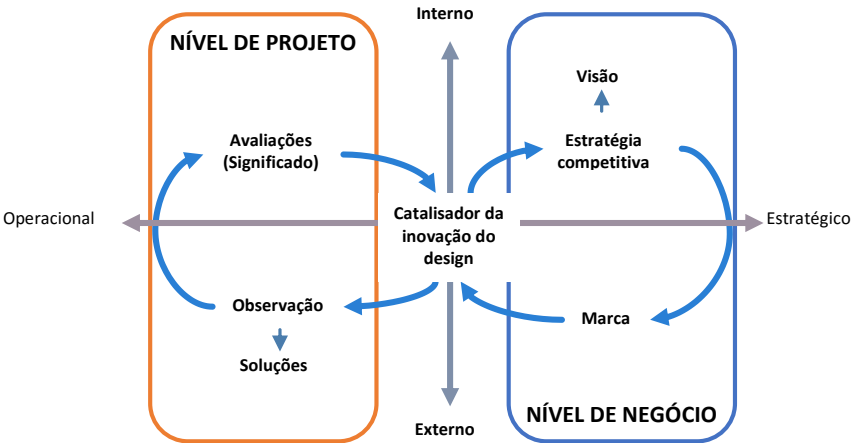 Interno
NÍVEL DE PROJETO
Visão
Avaliações
(Significado)
Estratégia
competitiva
Operacional
Catalisador da
inovação do
design
Estratégico
Observação
Marca
Soluções
NÍVEL DE NEGÓCIO
Externo